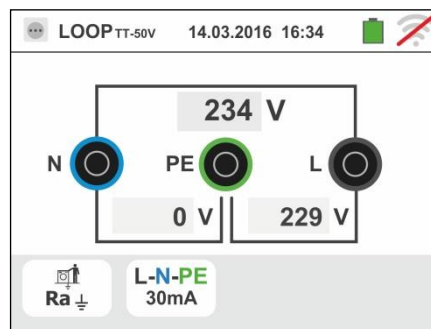 LOOP TT-50V 14.03.2016 16:34
234 V
N PE L
0 V 229 V
Ra L-N-PE
30mA